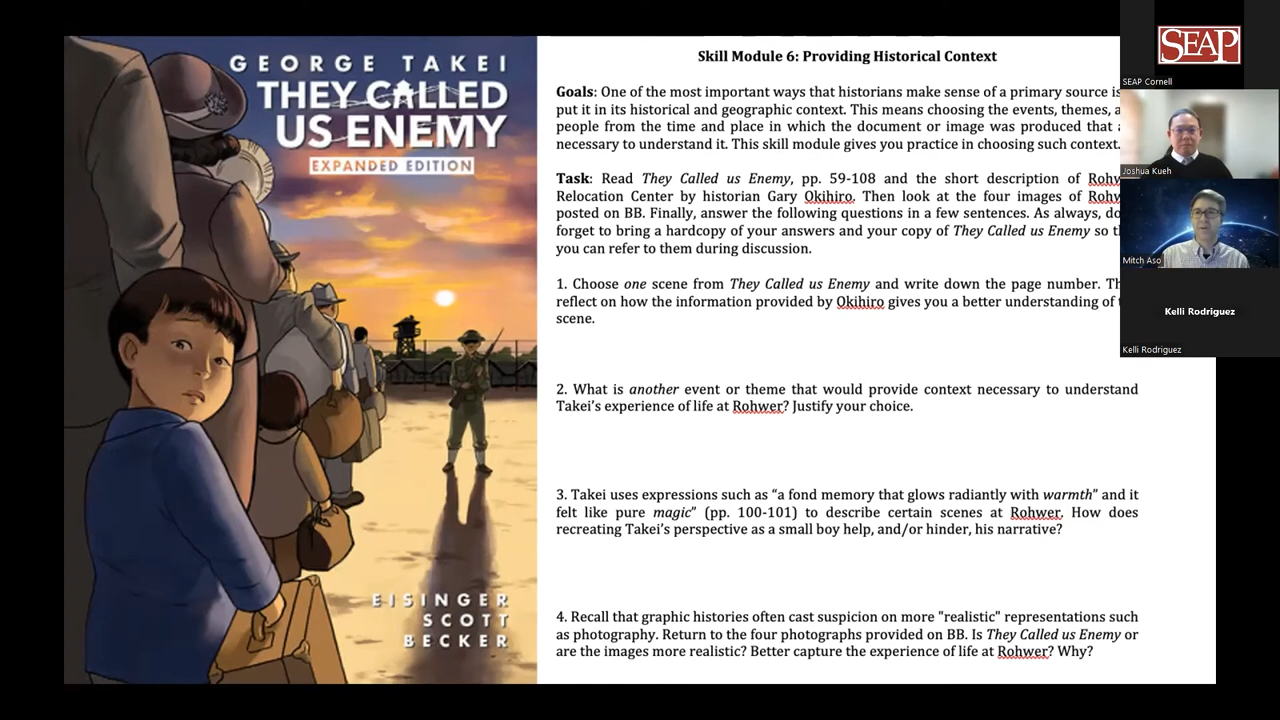 GEORGE TAKEI
THEY CALLED
US ENEMY
EXPANDED EDITION
EISINGER
SCOTT
BECKER
Skill Module 6: Providing Historical Context
Goals: One of the most important ways that historians make sense of a primary source is
put it in its historical and geographic context. This means choosing the events, themes, a
people from the time and place in which the document or image was produced that
necessary to understand it. This skill module gives you practice in choosing such context.
Task: Read They Called us Enemy, pp. 59-108 and the short description of Rohw
Relocation Center by historian Gary Okihiro. Then look at the four images of Rohw
posted on BB. Finally, answer the following questions in a few sentences. As always, do
forget to bring a hardcopy of your answers and your copy of They Called us Enemy so t
you can refer to them during discussion.
1. Choose one scene from They Called us Enemy and write down the page number. Th
reflect on how the information provided by Okihiro gives you a better understanding of t
scene.
2. What is another event or theme that would provide context necessary to understand
Takei's experience of life at Rohwer? Justify your choice.
3. Takei uses expressions such as “a fond memory that glows radiantly with warmth” and it
felt like pure magic” (pp. 100-101) to describe certain scenes at Rohwer. How does
recreating Takei's perspective as a small boy help, and/or hinder, his narrative?
4. Recall that graphic histories often cast suspicion on more "realistic" representations such
as photography. Return to the four photographs provided on BB. Is They Called us Enemy or
are the images more realistic? Better capture the experience of life at Rohwer? Why?
SEAP
SEAP Cornell
Joshua Kueh
Mitch Aso
Kelli Rodriguez
Kelli Rodriguez